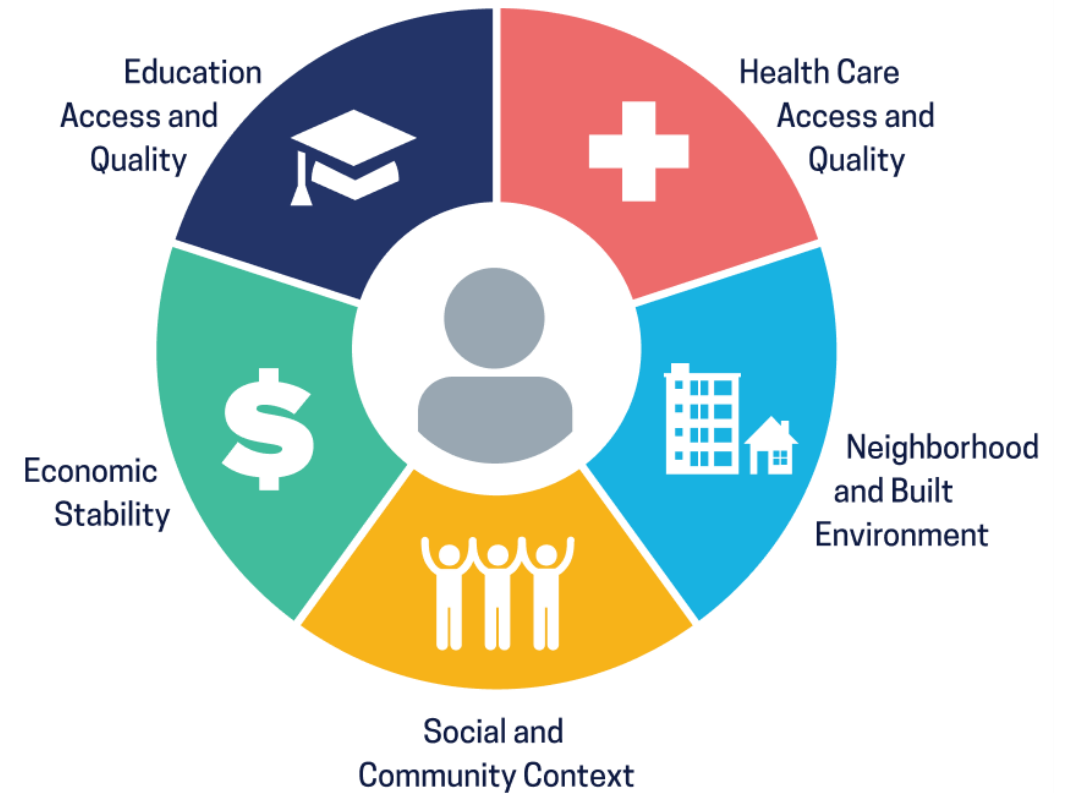 Education
Access and
Quality
Health Care
Access and
Quality
Economic
Stability
Neighborhood
and Built
Environment
Social and
Community Context